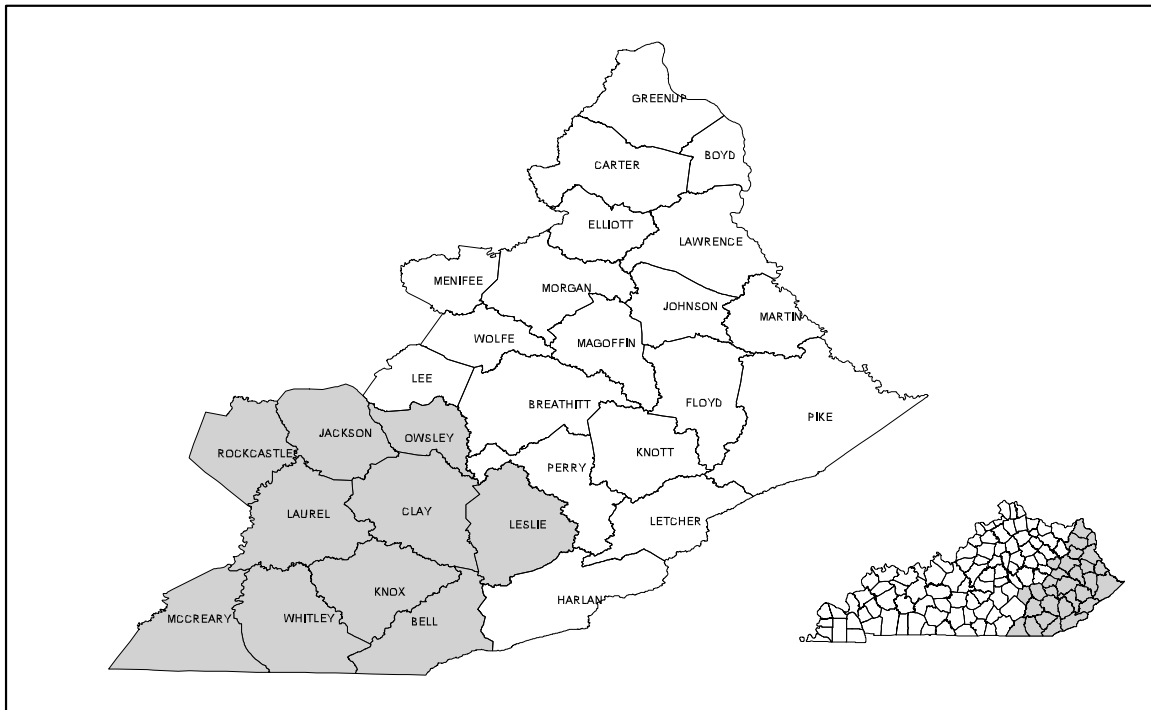 GREENUP
BOYD
CARTER
ELLIOTT
LAWRENCE
MENIFEE
MORGAN
JOHNSON
MARTIN
WOLFE
MAGOFFIN
LEE
BREATHITT
FLOYD
PIKE
JACKSON
OWSLEY
ROCKCASTLE
KNOTT
PERRY
LAUREL
CLAY
LESLIE
LETCHER
KNOX
HARLAN
MCCREARY
WHITLEY
BELL